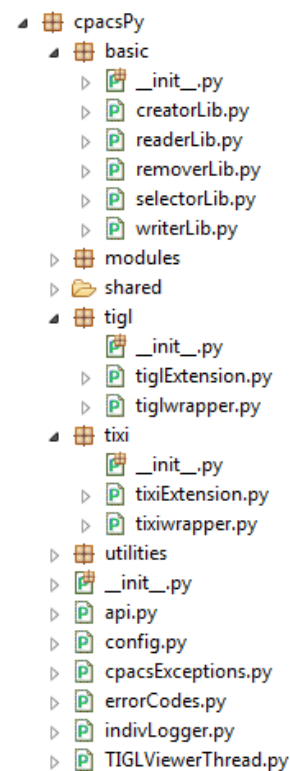 cpacsPy
basic
__init__.py
creatorLib.py
readerLib.py
removerLib.py
selectorLib.py
writerLib.py
modules
shared
tigl
__init__.py
tiglExtension.py
tiglwrapper.py
tixi
__init__.py
tixiExtension.py
tixiwrapper.py
utilities
__init__.py
api.py
config.py
cpacsExceptions.py
errorCodes.py
indivLogger.py
TIGLViewerThread.py